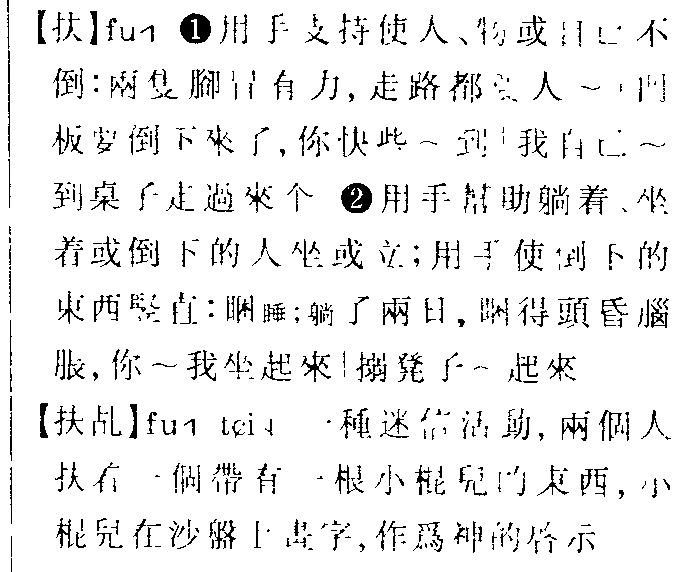 【扶】fu˧ ❶用手支持使人、物或自己不
倒：兩隻腳冇有力，走路都要人～｜門
板要倒下來了，你快些～到｜我自己～
到桌子走過來个 ❷用手幫助躺着、坐
着或倒下的人坐或立；用手使倒下的
東西竪直：睏睡；躺了兩日，睏得頭昏腦
脹，你～我坐起來｜搦凳子～起來
【扶乩】fu˧ tɕi 一種迷信活動，兩個人
扶着一個帶有一根小棍兒的東西，小
棍兒在沙盤上畫字，作爲神的啓示